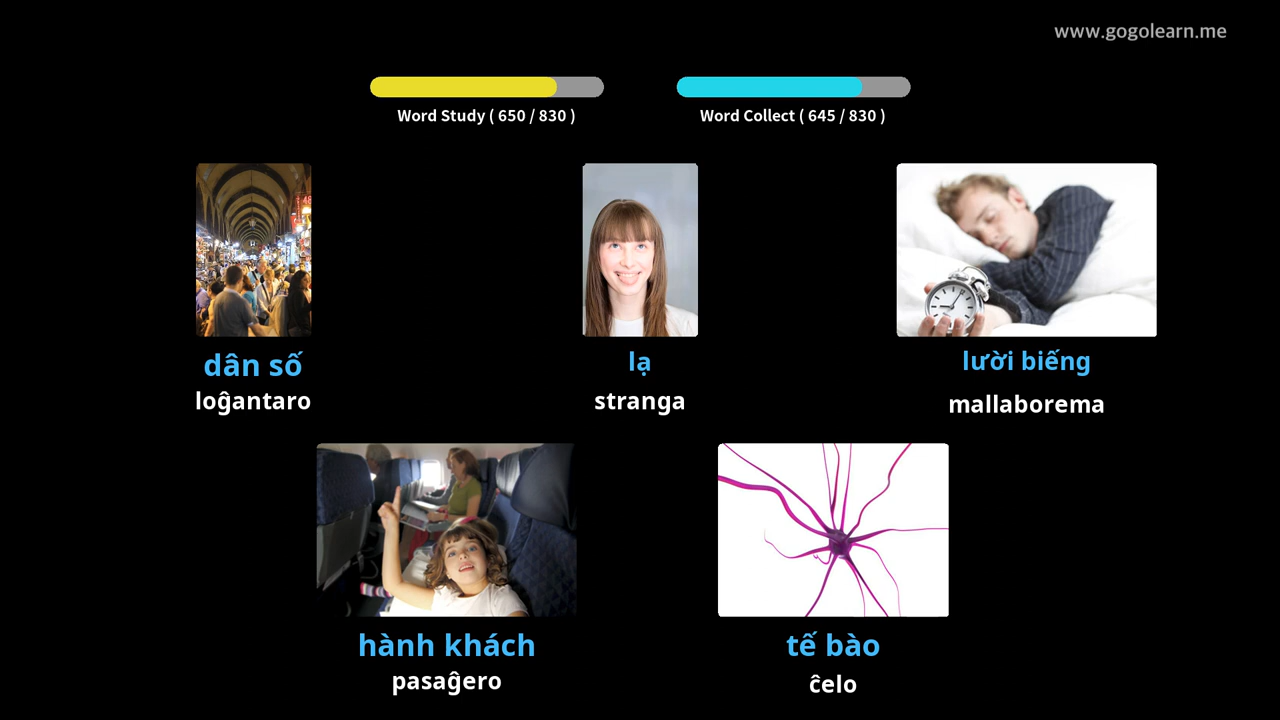 www.gogolearn.me
Word Study ( 650 / 830 )
Word Collect ( 645 / 830 )
dân số
loĝantaro
lạ
stranga
lười biếng
mallaborema
hành khách
pasaĝero
tế bào
ĉelo